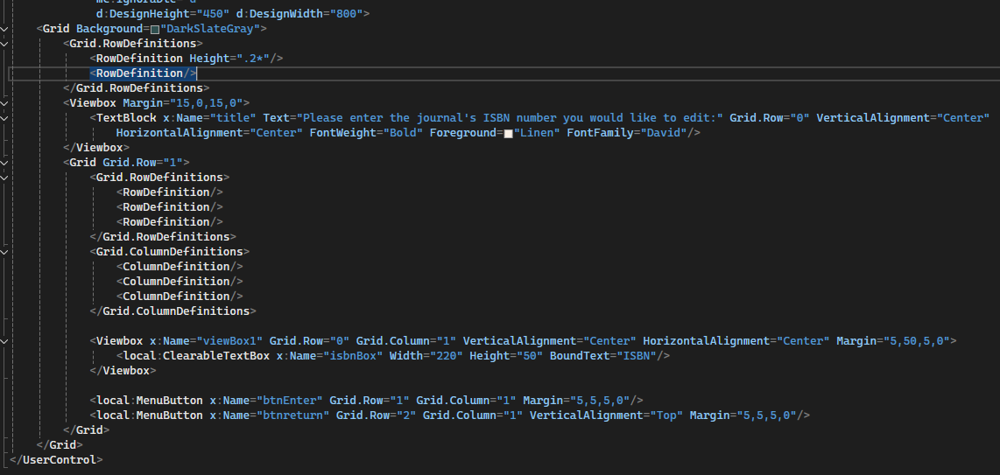 d:DesignHeight="450" d:DesignWidth="800">
<Grid Background="DarkSlateGray">
<Grid.RowDefinitions>
<RowDefinition Height=".2*"/>
<RowDefinition/>
</Grid.RowDefinitions>
<Viewbox Margin="15,0,15,0">
<TextBlock x:Name="title" Text="Please enter the journal's ISBN number you would like to edit:" Grid.Row="0" VerticalAlignment="Center"
HorizontalAlignment="Center" FontWeight="Bold" Foreground="Linen" FontFamily="David"/>
</Viewbox>
<Grid Grid.Row="1">
<Grid.RowDefinitions>
<RowDefinition/>
<RowDefinition/>
<RowDefinition/>
</Grid.RowDefinitions>
<Grid.ColumnDefinitions>
<ColumnDefinition/>
<ColumnDefinition/>
<ColumnDefinition/>
</Grid.ColumnDefinitions>
<Viewbox x:Name="viewBox1" Grid.Row="0" Grid.Column="1" VerticalAlignment="Center" HorizontalAlignment="Center" Margin="5,50,5,0">
<local:ClearableTextBox x:Name="isbnBox" Width="220" Height="50" BoundText="ISBN"/>
</Viewbox>
<local:MenuButton x:Name="btnEnter" Grid.Row="1" Grid.Column="1" Margin="5,5,5,0"/>
<local:MenuButton x:Name="btnreturn" Grid.Row="2" Grid.Column="1" VerticalAlignment="Top" Margin="5,5,5,0"/>
</Grid>
</Grid>
</UserControl>